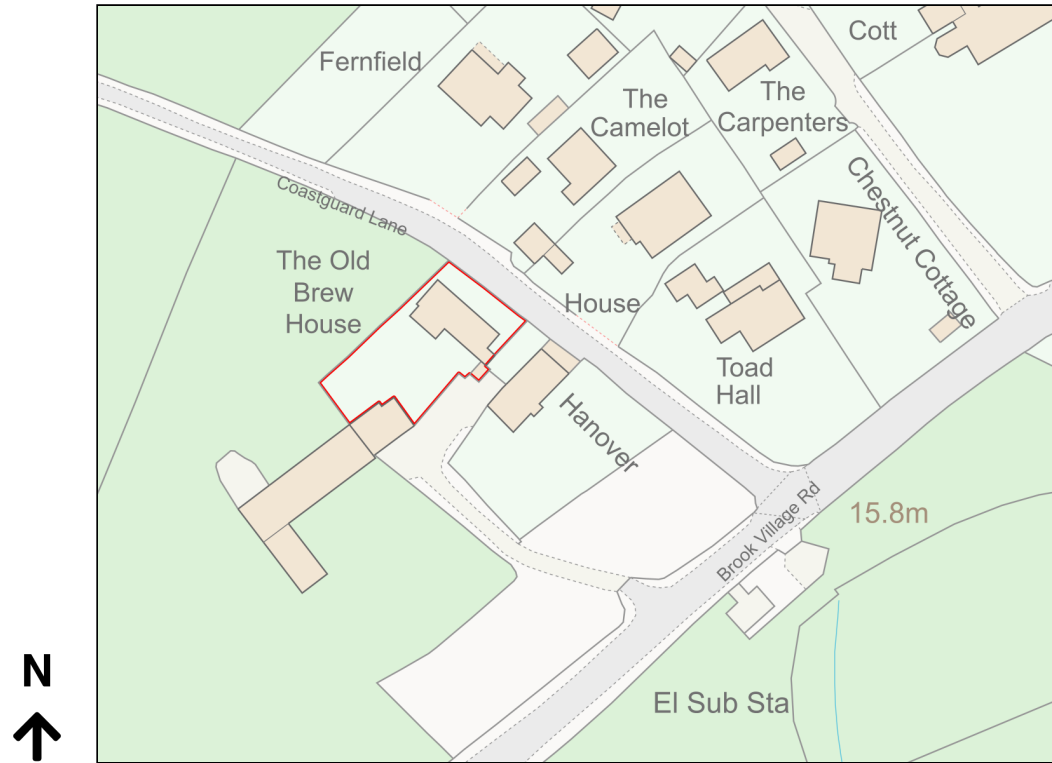 Cott
Fernfield
The
Camelot
The
Carpenters
Coastguard Lane
Chestnut Cottage
The Old
Brew
House
House
Toad
Hall
Hanover
Brook Village Rd
15.8m
N
El Sub Sta